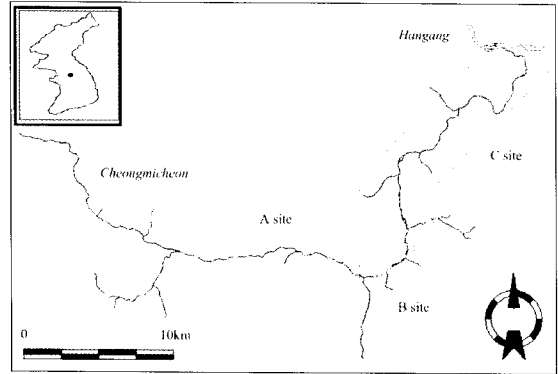 Hangang
C site
Cheongmicheon
A site
B site
0 10km